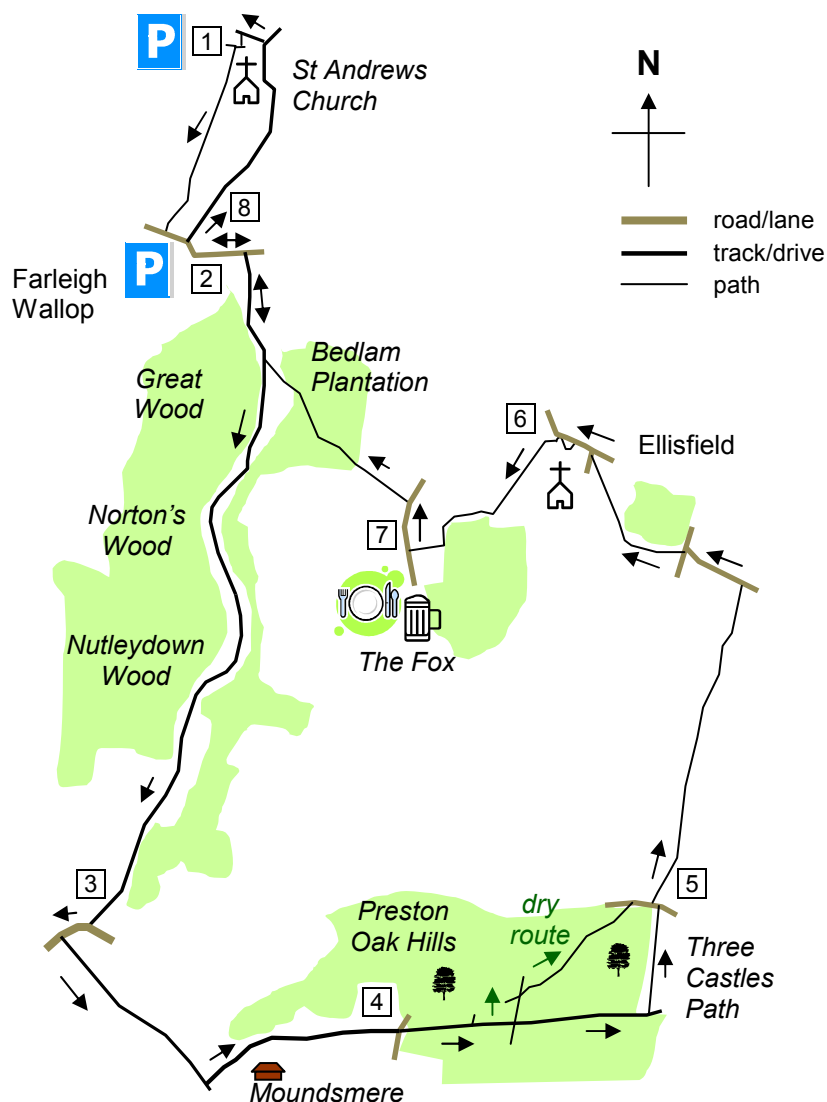 P
1
St Andrews
Church
N
road/lane
track/drive
path
8
P
2
Farleigh
Wallop
Bedlam
Plantation
Great
Wood
6
Ellisfield
Norton's
Wood
7
Nutleydown
Wood
The Fox
3
5
Preston
Oak Hills
dry
route
Three
Castles
Path
4
Moundsmere